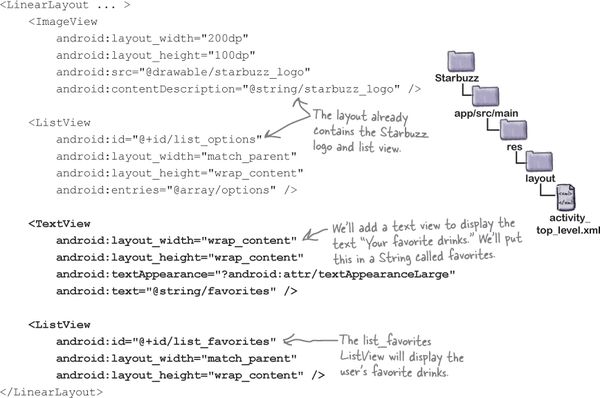 <LinearLayout ... >
<ImageView
android:layout_width="200dp"
android:layout_height="100dp"
android:src="@drawable/starbuzz_logo"
android:contentDescription="@string/starbuzz_logo" />
The layout already
contains the Starbuzz
logo and list view.
<ListView
android:id="@+id/list_options"
android:layout_width="match_parent"
android:layout_height="wrap_content"
android:entries="@array/options" />
Starbuzz
app/src/main
res
layout
<xml>
</xml>
activity_
top_level.xml
<TextView
android:layout_width="wrap_content"
android:layout_height="wrap_content"
android:textAppearance="?android:attr/textAppearanceLarge"
android:text="@string/favorites" />
We'll add a text view to display the
text "Your favorite drinks." We'll put
this in a String called favorites.
<ListView
android:id="@+id/list_favorites"
android:layout_width="match_parent"
android:layout_height="wrap_content" />
The list_favorites
ListView will display the
user's favorite drinks.
</LinearLayout>